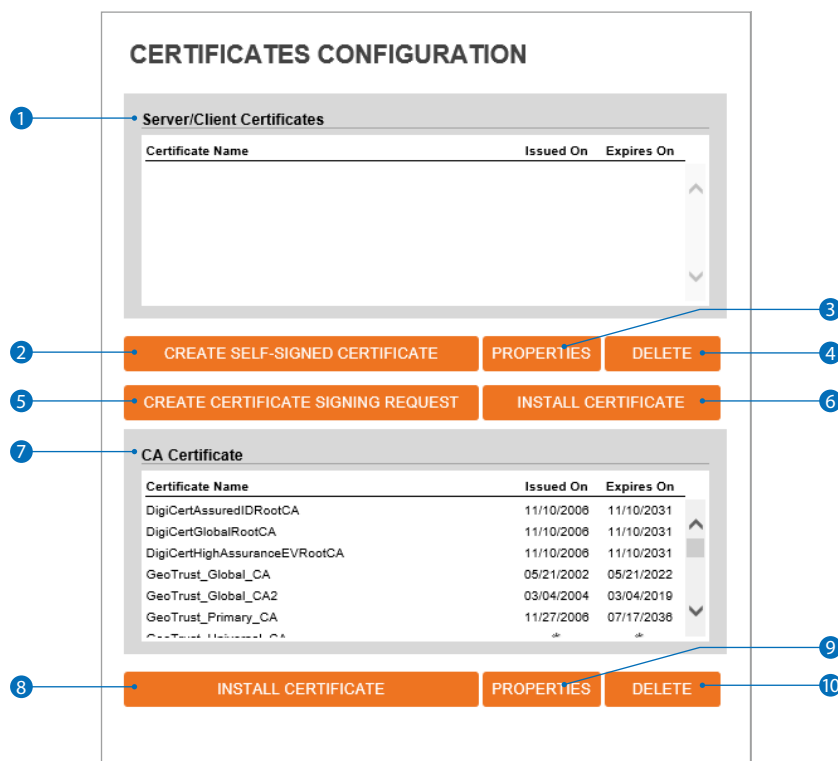 CERTIFICATES CONFIGURATION
1 Server/Client Certificates
Certificate Name Issued On Expires On
3
2 CREATE SELF-SIGNED CERTIFICATE PROPERTIES DELETE 4
5 CREATE CERTIFICATE SIGNING REQUEST INSTALL CERTIFICATE 6
7 CA Certificate
Certificate Name Issued On Expires On
DigiCertAssuredIDRootCA 11/10/2006 11/10/2031
DigiCertGlobalRootCA 11/10/2006 11/10/2031
DigiCertHighAssuranceEVRootCA 11/10/2006 11/10/2031
GeoTrust_Global_CA 05/21/2002 05/21/2022
GeoTrust_Global_CA2 03/04/2004 03/04/2019
GeoTrust_Primary_CA 11/27/2006 07/17/2036
GeoTrust_Universal_CA
9
8 INSTALL CERTIFICATE PROPERTIES DELETE 10